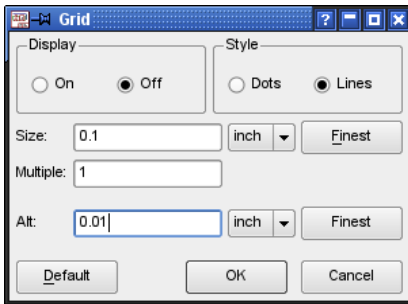 Grid
Display Style
On Off Dots Lines
Size: 0.1 inch Finest
Multiple: 1
Alt: 0.01 inch Finest
Default OK Cancel